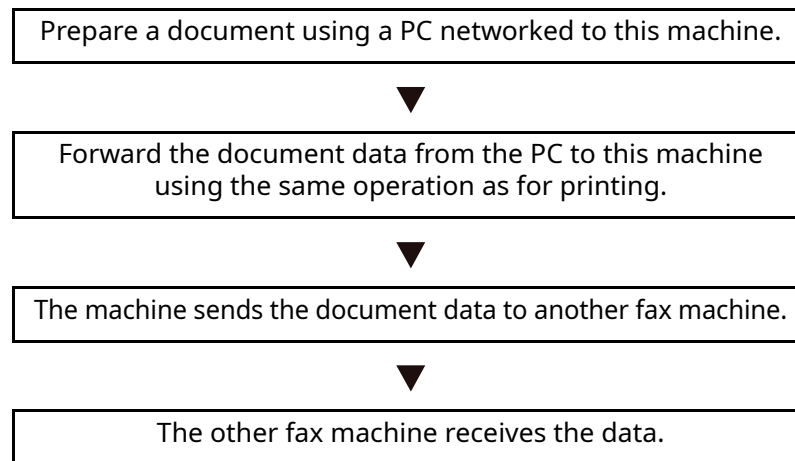 Prepare a document using a PC networked to this machine.
Forward the document data from the PC to this machine
using the same operation as for printing.
The machine sends the document data to another fax machine.
The other fax machine receives the data.